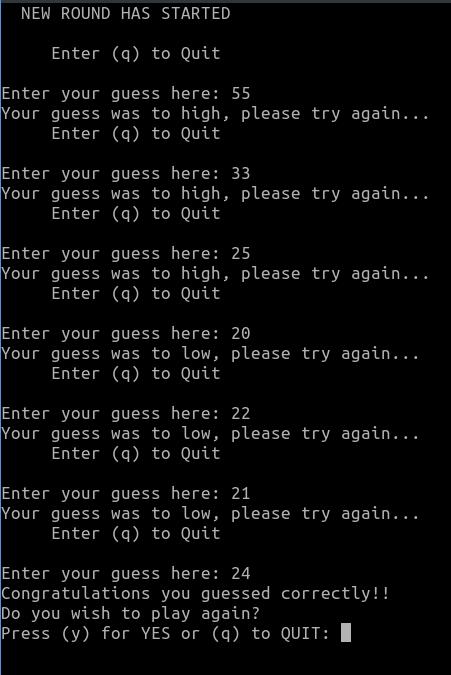 NEW ROUND HAS STARTED
Enter (q) to Quit
Enter your guess here: 55
Your guess was to high, please try again...
Enter (q) to Quit
Enter your guess here: 33
Your guess was to high, please try again...
Enter (q) to Quit
Enter your guess here: 25
Your guess was to high, please try again...
Enter (q) to Quit
Enter your guess here: 20
Your guess was to low, please try again...
Enter (q) to Quit
Enter your guess here: 22
Your guess was to low, please try again...
Enter (q) to Quit
Enter your guess here: 21
Your guess was to low, please try again...
Enter (q) to Quit
Enter your guess here: 24
Congratulations you guessed correctly!!
Do you wish to play again?
Press (y) for YES or (q) to QUIT: